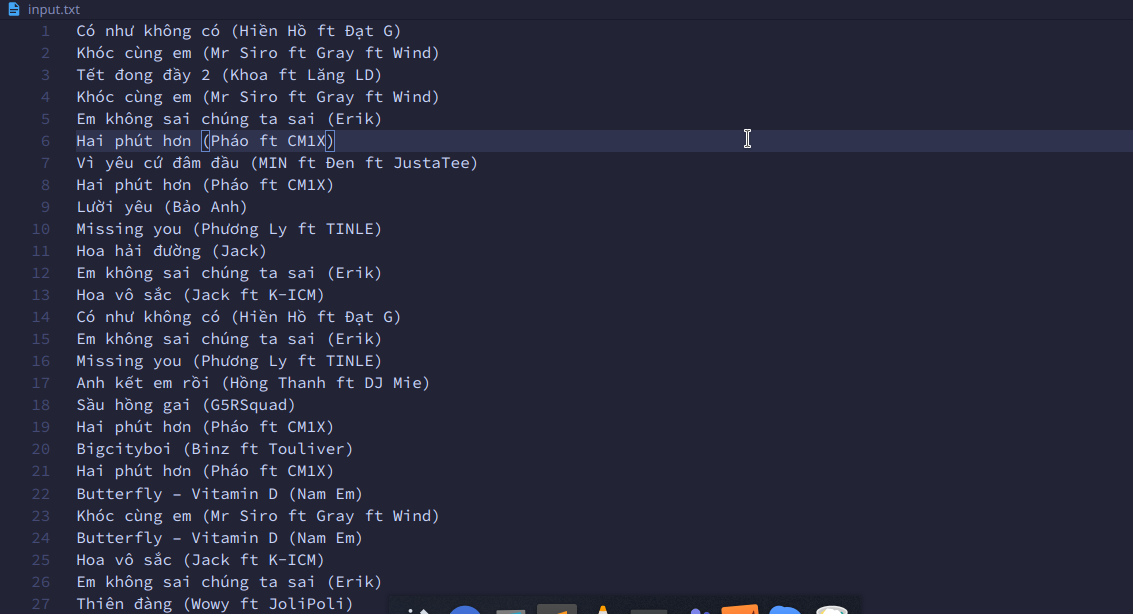 input.txt
1 Có như không có (Hiền Hồ ft Đạt G)
2 Khóc cùng em (Mr Siro ft Gray ft Wind)
3 Tết đong đầy 2 (Khoa ft Lăng LD)
4 Khóc cùng em (Mr Siro ft Gray ft Wind)
5 Em không sai chúng ta sai (Erik)
6 Hai phút hơn (Pháo ft CM1X)
7 Vì yêu cứ đâm đầu (MIN ft Đen ft JustaTee)
8 Hai phút hơn (Pháo ft CM1X)
9 Lười yêu (Bảo Anh)
10 Missing you (Phương Ly ft TINLE)
11 Hoa hải đường (Jack)
12 Em không sai chúng ta sai (Erik)
13 Hoa vô sắc (Jack ft K-ICM)
14 Có như không có (Hiền Hồ ft Đạt G)
15 Em không sai chúng ta sai (Erik)
16 Missing you (Phương Ly ft TINLE)
17 Anh kết em rồi (Hồng Thanh ft DJ Mie)
18 Sầu hồng gai (G5RSquad)
19 Hai phút hơn (Pháo ft CM1X)
20 Bigcityboi (Binz ft Touliver)
21 Hai phút hơn (Pháo ft CM1X)
22 Butterfly – Vitamin D (Nam Em)
23 Khóc cùng em (Mr Siro ft Gray ft Wind)
24 Butterfly – Vitamin D (Nam Em)
25 Hoa vô sắc (Jack ft K-ICM)
26 Em không sai chúng ta sai (Erik)
27 Thiên đàng (Wowy ft JoliPoli)